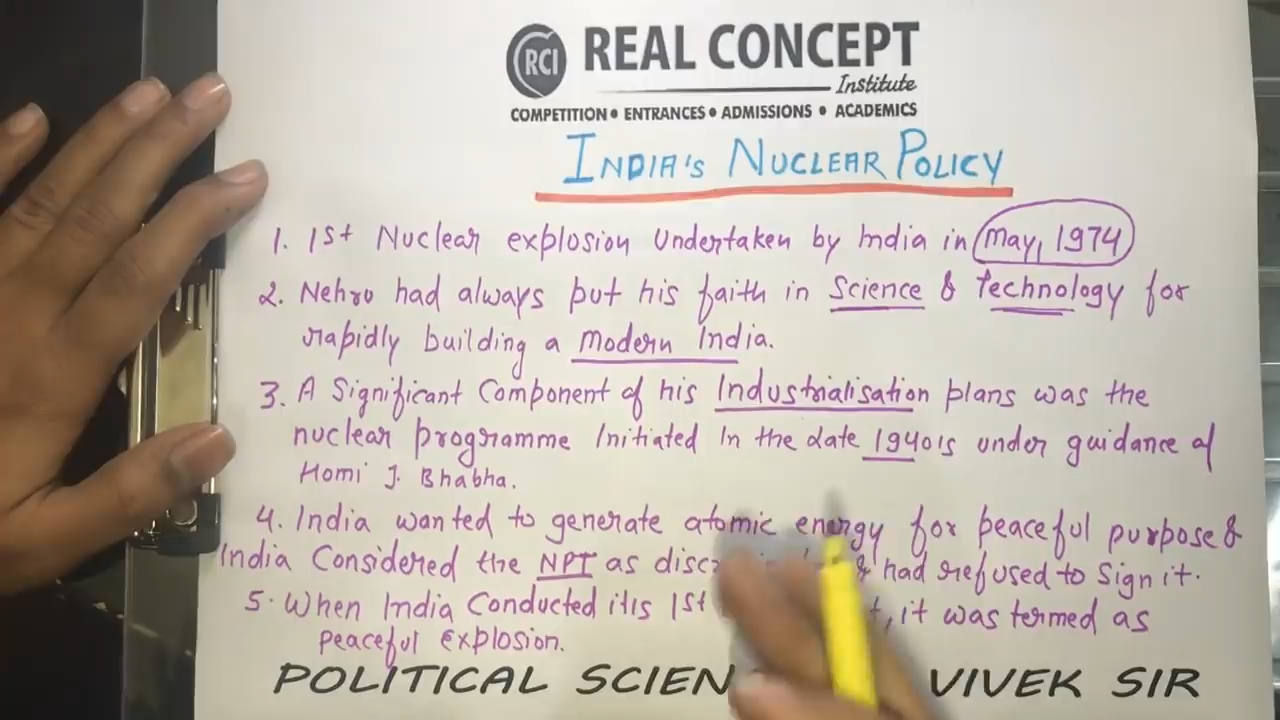 RCI
REAL CONCEPT
Institute
COMPETITION • ENTRANCES • ADMISSIONS • ACADEMICS
INDIA'S NUCLEAR POLICY
1. 1st Nuclear explosion undertaken by India in May, 1974
2. Nehru had always put his faith in Science & Technology for
rapidly building a Modern India.
3. A Significant Component of his Industrialisation plans was the
nuclear programme Initiated In the Late 1940's under guidance of
Homi J. Bhabha.
4. India wanted to generate atomic energy for peaceful purpose &
India Considered the NPT as & had refused to Sign it.
5. When India Conducted it's 1st it was termed as
peaceful explosion.
POLITICAL VIVEK SIR